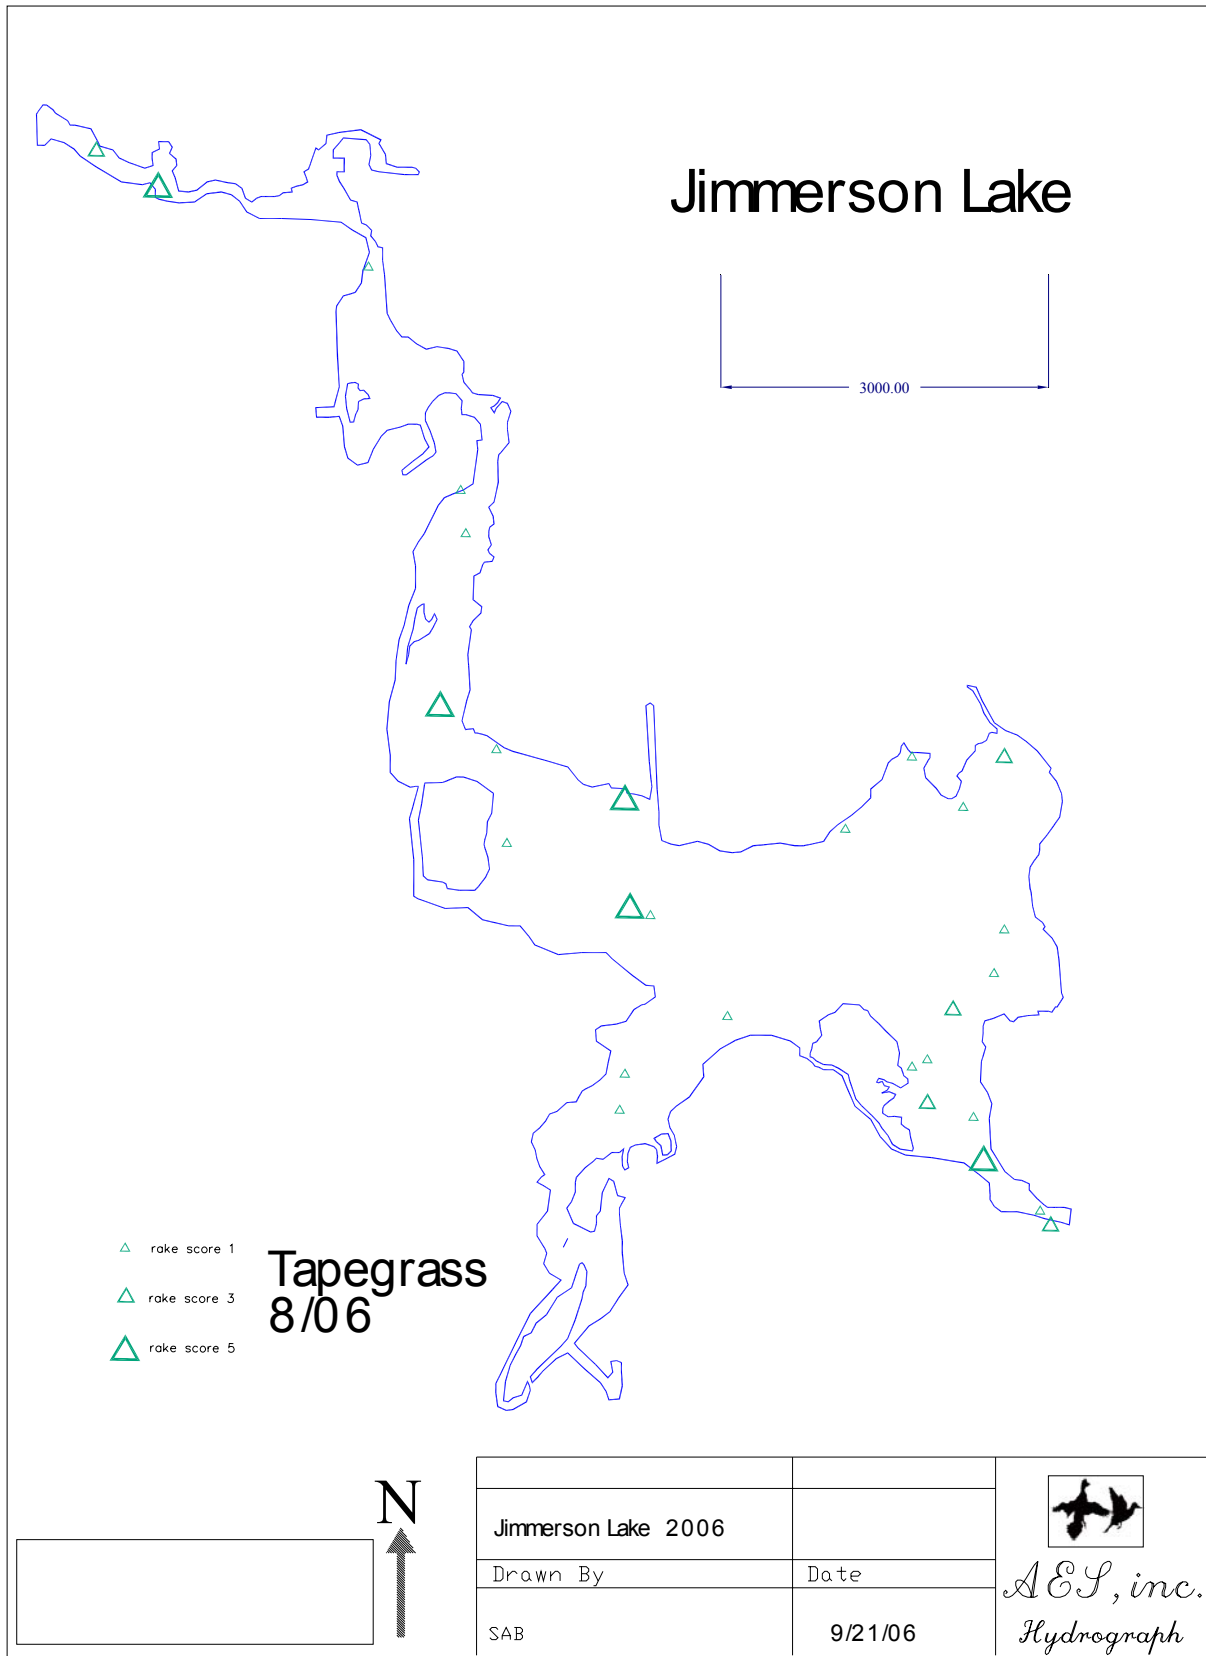 Jimmerson Lake
3000.00
rake score 1
rake score 3
rake score 5
Tapegrass
8/06
N
Jimmerson Lake 2006
Drawn By
Date
SAB
9/21/06
AES, inc.
Hydrograph